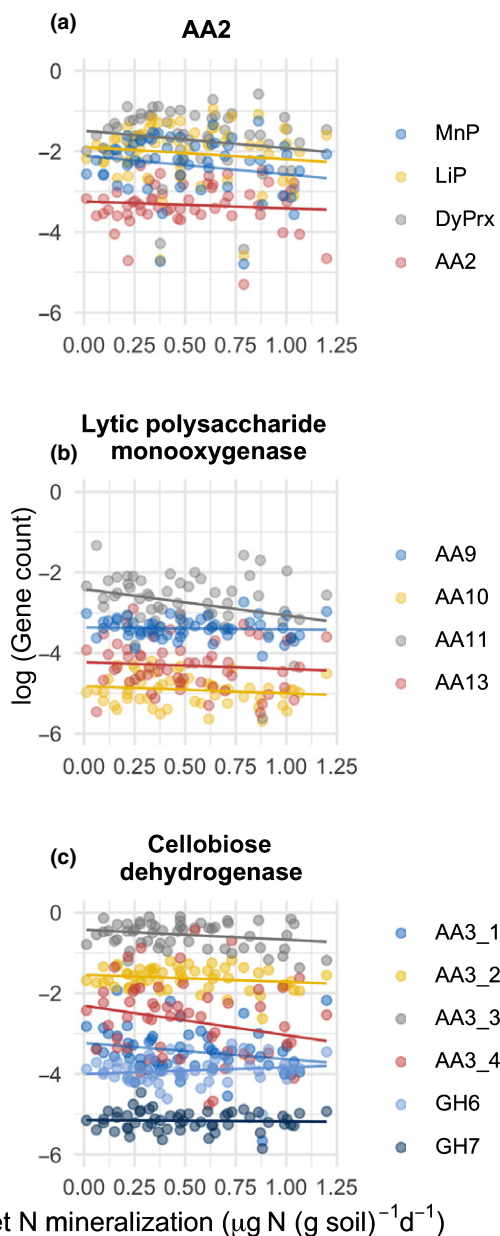 (a)
AA2
0
−2
−4
−6
0.00 0.25 0.50 0.75 1.00 1.25
MnP
LiP
DyPrx
AA2
(b)
Lytic polysaccharide
monooxygenase
log (Gene count)
0
−2
−4
−6
0.00 0.25 0.50 0.75 1.00 1.25
AA9
AA10
AA11
AA13
(c)
Cellobiose
dehydrogenase
0
−2
−4
−6
0.00 0.25 0.50 0.75 1.00 1.25
AA3_1
AA3_2
AA3_3
AA3_4
GH6
GH7
et N mineralization (μg N (g soil)⁻¹d⁻¹)